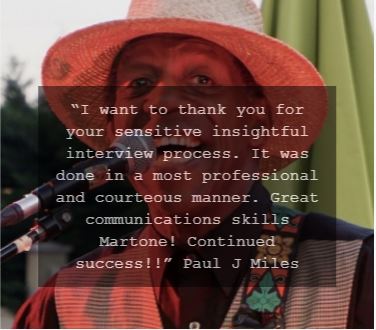 “I want to thank you for
your sensitive insightful
interview process. It was
done in a most professional
and courteous manner. Great
communications skills
Martone! Continued
success!!” Paul J Miles